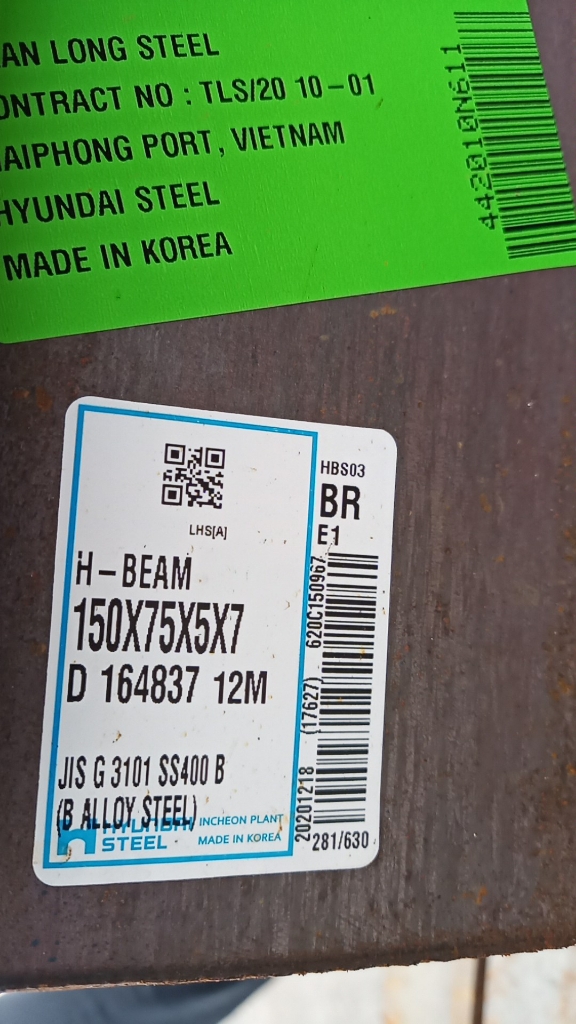 AN LONG STEEL
ONTRACT NO : TLS/20 10-01
AIPHONG PORT, VIETNAM
HYUNDAI STEEL
MADE IN KOREA
442010N611
HBS03
BR
E1
LHS[A]
H-BEAM
150X75X5X7
D 164837 12M
JIS G 3101 SS400 B
(B ALLOY STEEL)
HYUNDAI
STEEL
INCHEON PLANT
MADE IN KOREA
20201218 (17627) 620C150967
281/630